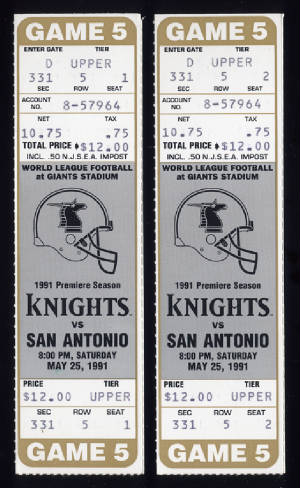 GAME 5
ENTER GATE TIER
D UPPER
331 5 1
SEC ROW SEAT
ACCOUNT NO. 8-57964
NET TAX
10.75 .75
TOTAL PRICE $12.00
INCL. .50 N.J.S.E.A. IMPOST
WORLD LEAGUE FOOTBALL
at GIANTS STADIUM
1991 Premiere Season
KNIGHTS
VS
SAN ANTONIO
8:00 PM, SATURDAY
MAY 25, 1991
PRICE TIER
$12.00 UPPER
SEC ROW SEAT
331 5 1
GAME 5
GAME 5
ENTER GATE TIER
D UPPER
331 5 2
SEC ROW SEAT
ACCOUNT NO. 8-57964
NET TAX
10.75 .75
TOTAL PRICE $12.00
INCL. .50 N.J.S.E.A. IMPOST
WORLD LEAGUE FOOTBALL
at GIANTS STADIUM
1991 Premiere Season
KNIGHTS
VS
SAN ANTONIO
8:00 PM, SATURDAY
MAY 25, 1991
PRICE TIER
$12.00 UPPER
SEC ROW SEAT
331 5 2
GAME 5